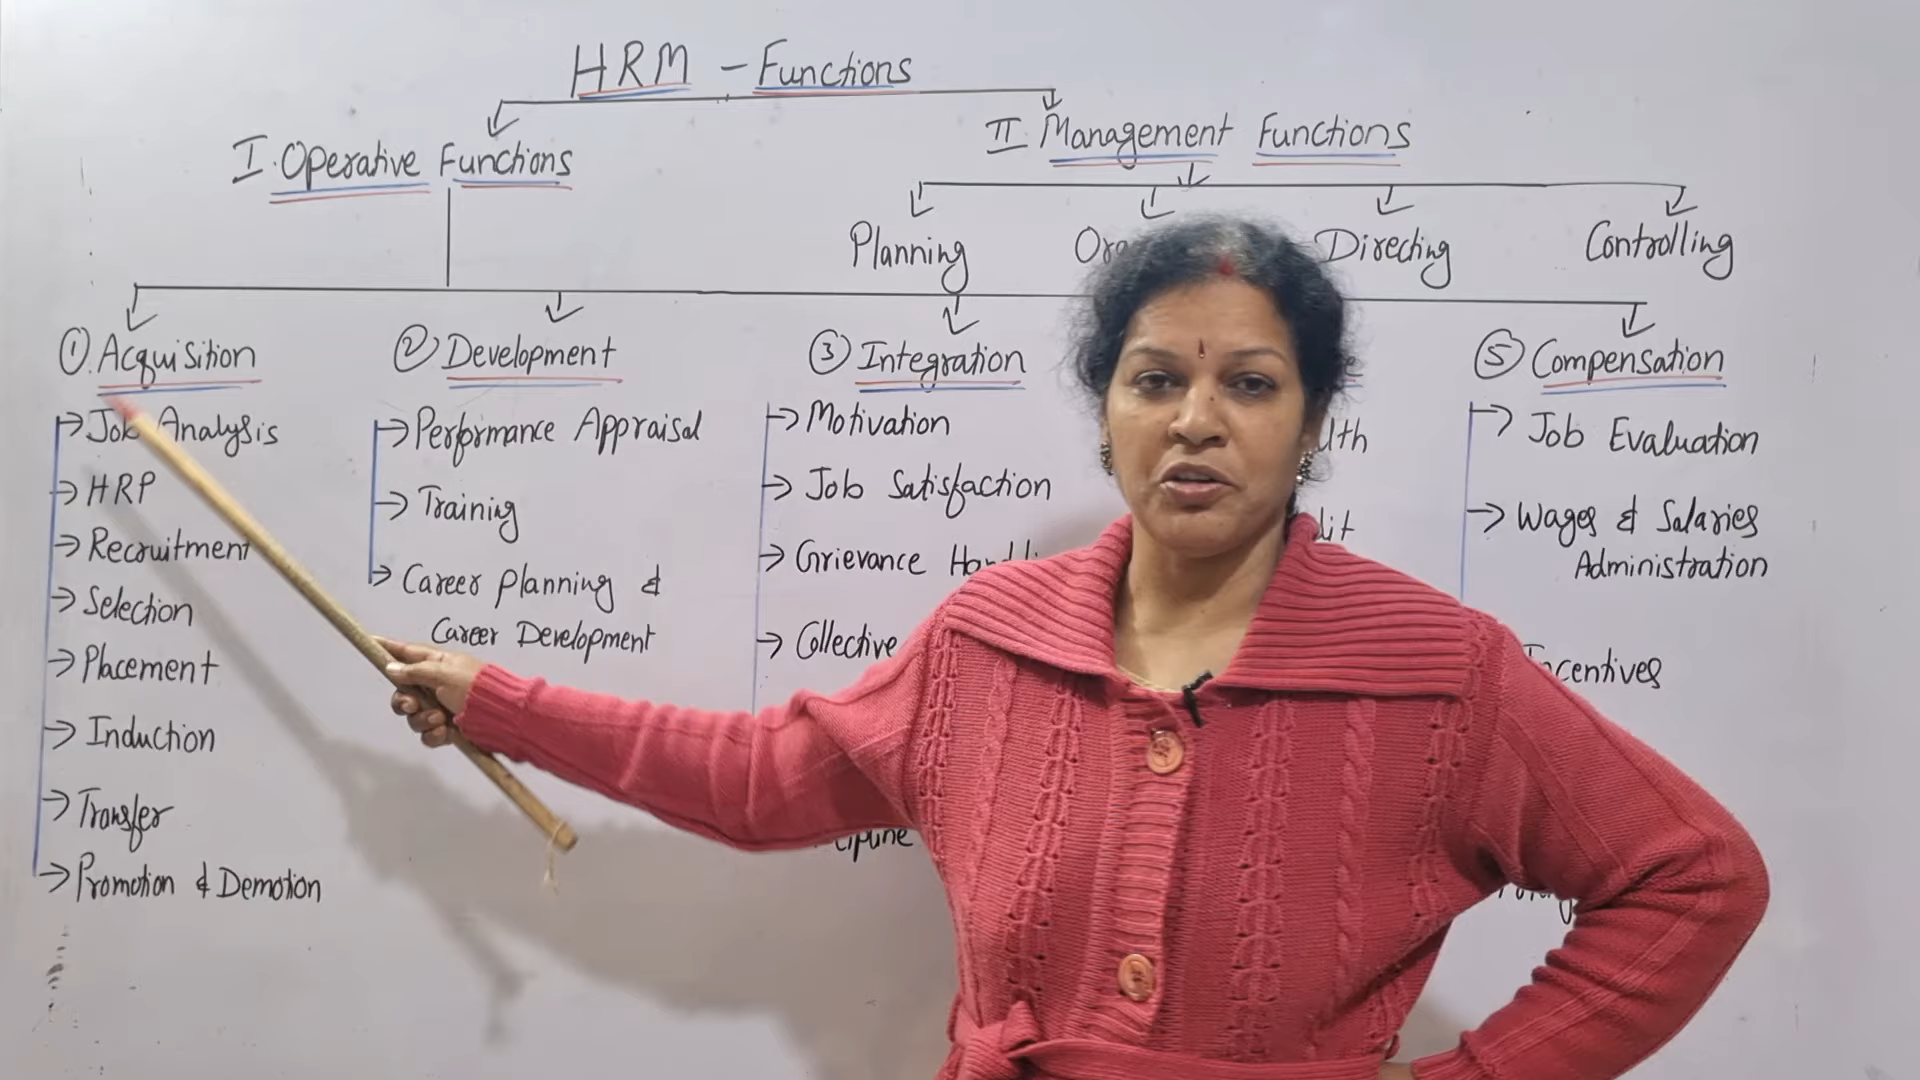 HRM - Functions
I. Operative Functions
II Management Functions
Planning
Directing
Controlling
① Acquisition
→ Job Analysis
→ HRP
→ Recruitment
→ Selection
→ Placement
→ Induction
→ Transfer
→ Promotion & Demotion
② Development
→ Performance Appraisal
→ Training
→ Career planning &
Career Development
③ Integration
→ Motivation
→ Job Satisfaction
→ Grievance
→ Collective
⑤ Compensation
→ Job Evaluation
→ Wages & Salaries
Administration